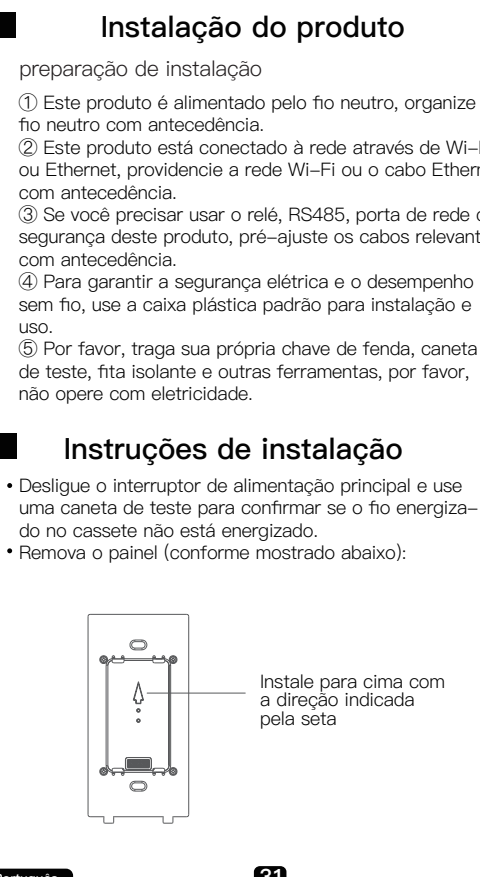 Instalação do produto
preparação de instalação
① Este produto é alimentado pelo fio neutro, organize
fio neutro com antecedência.
② Este produto está conectado à rede através de
ou Ethernet, providencie a rede Wi–Fi ou o cabo
com antecedência.
③ Se você precisar usar o relé, RS485, porta de rede
segurança deste produto, pré–ajuste os cabos
com antecedência.
④ Para garantir a segurança elétrica e o desempenho
sem fio, use a caixa plástica padrão para instalação e
uso.
⑤ Por favor, traga sua própria chave de fenda, caneta
de teste, fita isolante e outras ferramentas, por favor,
não opere com eletricidade.
Instruções de instalação
• Desligue o interruptor de alimentação principal e use
uma caneta de teste para confirmar se o fio energiza–
do no cassete não está energizado.
• Remova o painel (conforme mostrado abaixo):
Instale para cima com
a direção indicada
pela seta